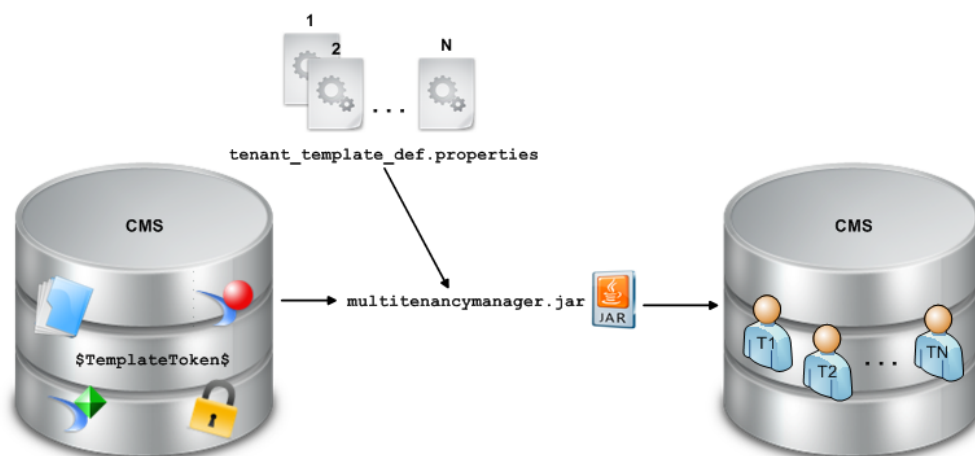 1
2
N
. . .
tenant_template_def.properties
CMS
CMS
multitenancymanager.jar
JAR
$TemplateToken$
T1
T2
. . .
TN